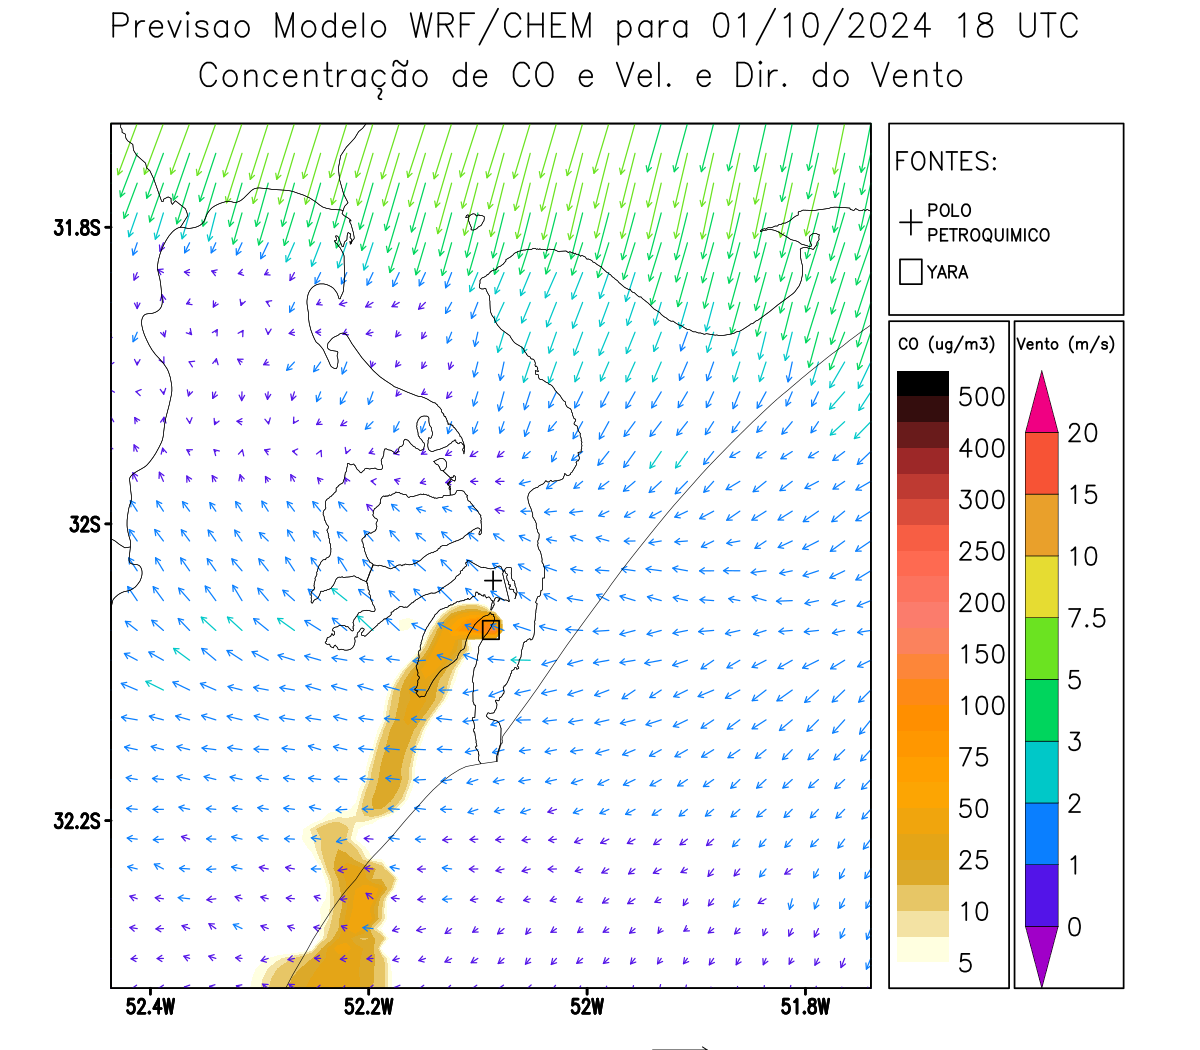 Previsao Modelo WRF/CHEM para 01/10/2024 18 UTC
Concentração de CO e Vel. e Dir. do Vento
FONTES:
POLO
PETROQUIMICO
YARA
CO (ug/m3)
500
400
300
250
200
150
100
75
50
25
10
5
Vento (m/s)
20
15
10
7.5
5
3
2
1
0
31.8S
32S
32.2S
52.4W 52.2W 52W 51.8W